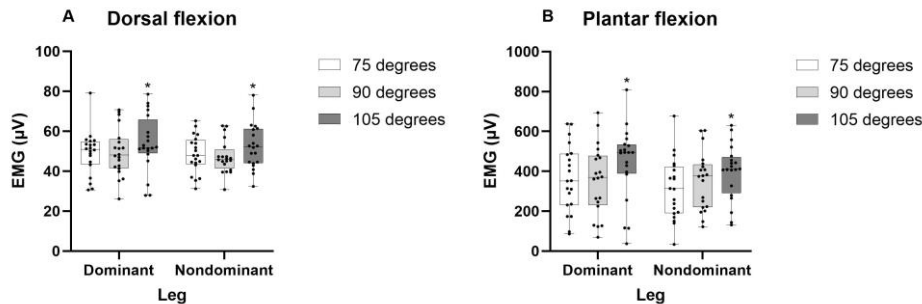 A Dorsal flexion
100
80
60
40
20
0
EMG (μV)
*
*
Dominant Nondominant
Leg
75 degrees
90 degrees
105 degrees
B Plantar flexion
1000
800
600
400
200
0
EMG (μV)
*
*
Dominant Nondominant
Leg
75 degrees
90 degrees
105 degrees